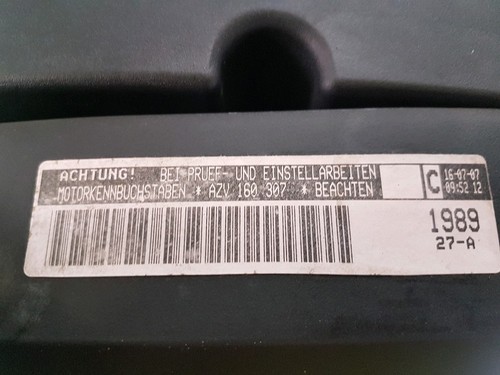 ACHTUNG! BEI PRUEF- UND EINSTELLARBEITEN
MOTORKENNBUCHSTABEN * AZV 160 307 * BEACHTEN
C
16-07-07
09:52 12
1989
27-A